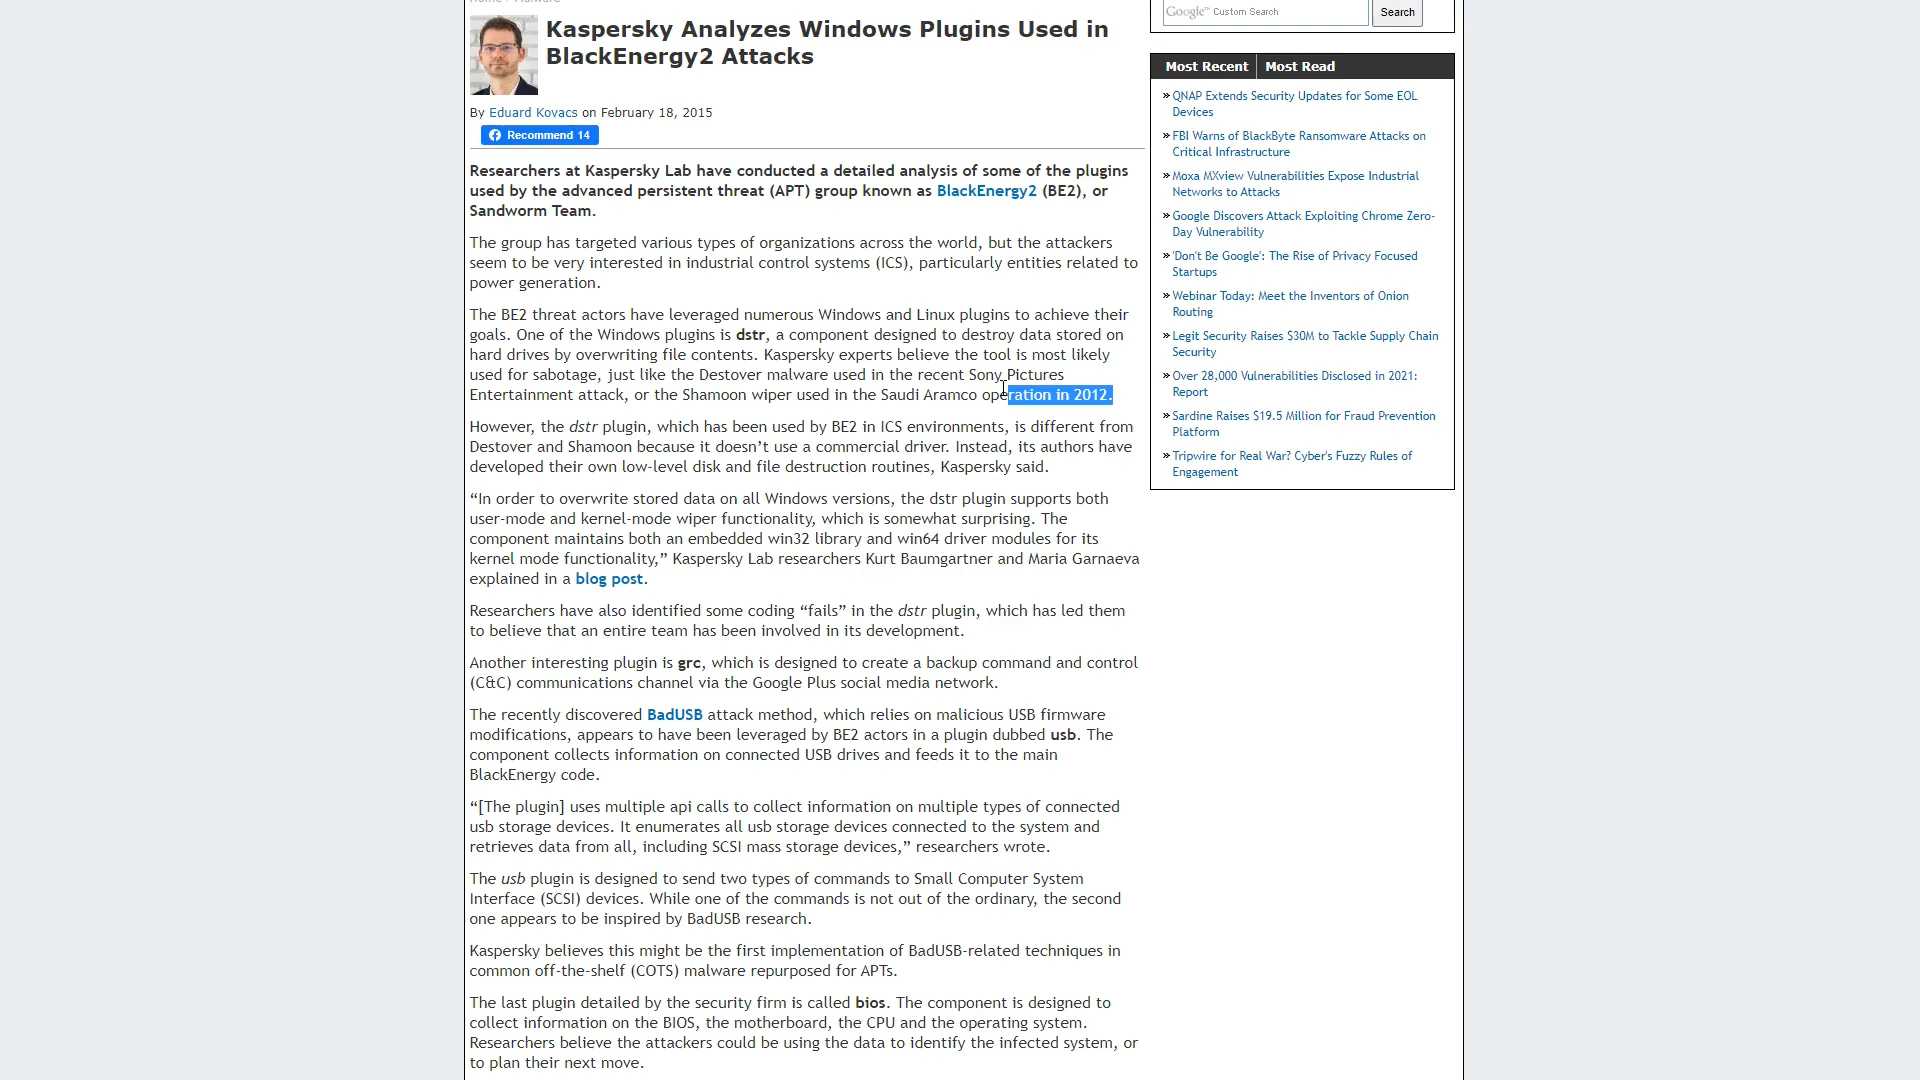 Home › Malware
Kaspersky Analyzes Windows Plugins Used in
BlackEnergy2 Attacks
By Eduard Kovacs on February 18, 2015
Recommend 14
Researchers at Kaspersky Lab have conducted a detailed analysis of some of the plugins
used by the advanced persistent threat (APT) group known as BlackEnergy2 (BE2), or
Sandworm Team.
The group has targeted various types of organizations across the world, but the attackers
seem to be very interested in industrial control systems (ICS), particularly entities related to
power generation.
The BE2 threat actors have leveraged numerous Windows and Linux plugins to achieve their
goals. One of the Windows plugins is dstr, a component designed to destroy data stored on
hard drives by overwriting file contents. Kaspersky experts believe the tool is most likely
used for sabotage, just like the Destover malware used in the recent Sony Pictures
Entertainment attack, or the Shamoon wiper used in the Saudi Aramco operation in 2012.
However, the dstr plugin, which has been used by BE2 in ICS environments, is different from
Destover and Shamoon because it doesn’t use a commercial driver. Instead, its authors have
developed their own low-level disk and file destruction routines, Kaspersky said.
“In order to overwrite stored data on all Windows versions, the dstr plugin supports both
user-mode and kernel-mode wiper functionality, which is somewhat surprising. The
component maintains both an embedded win32 library and win64 driver modules for its
kernel mode functionality,” Kaspersky Lab researchers Kurt Baumgartner and Maria Garnaeva
explained in a blog post.
Researchers have also identified some coding “fails” in the dstr plugin, which has led them
to believe that an entire team has been involved in its development.
Another interesting plugin is grc, which is designed to create a backup command and control
(C&C) communications channel via the Google Plus social media network.
The recently discovered BadUSB attack method, which relies on malicious USB firmware
modifications, appears to have been leveraged by BE2 actors in a plugin dubbed usb. The
component collects information on connected USB drives and feeds it to the main
BlackEnergy code.
“[The plugin] uses multiple api calls to collect information on multiple types of connected
usb storage devices. It enumerates all usb storage devices connected to the system and
retrieves data from all, including SCSI mass storage devices,” researchers wrote.
The usb plugin is designed to send two types of commands to Small Computer System
Interface (SCSI) devices. While one of the commands is not out of the ordinary, the second
one appears to be inspired by BadUSB research.
Kaspersky believes this might be the first implementation of BadUSB-related techniques in
common off-the-shelf (COTS) malware repurposed for APTs.
The last plugin detailed by the security firm is called bios. The component is designed to
collect information on the BIOS, the motherboard, the CPU and the operating system.
Researchers believe the attackers could be using the data to identify the infected system, or
to plan their next move.
Google™ Custom Search
Search
Most Recent Most Read
» QNAP Extends Security Updates for Some EOL
Devices
» FBI Warns of BlackByte Ransomware Attacks on
Critical Infrastructure
» Moxa MXview Vulnerabilities Expose Industrial
Networks to Attacks
» Google Discovers Attack Exploiting Chrome Zero-
Day Vulnerability
» 'Don't Be Google': The Rise of Privacy Focused
Startups
» Webinar Today: Meet the Inventors of Onion
Routing
» Legit Security Raises $30M to Tackle Supply Chain
Security
» Over 28,000 Vulnerabilities Disclosed in 2021:
Report
» Sardine Raises $19.5 Million for Fraud Prevention
Platform
» Tripwire for Real War? Cyber's Fuzzy Rules of
Engagement